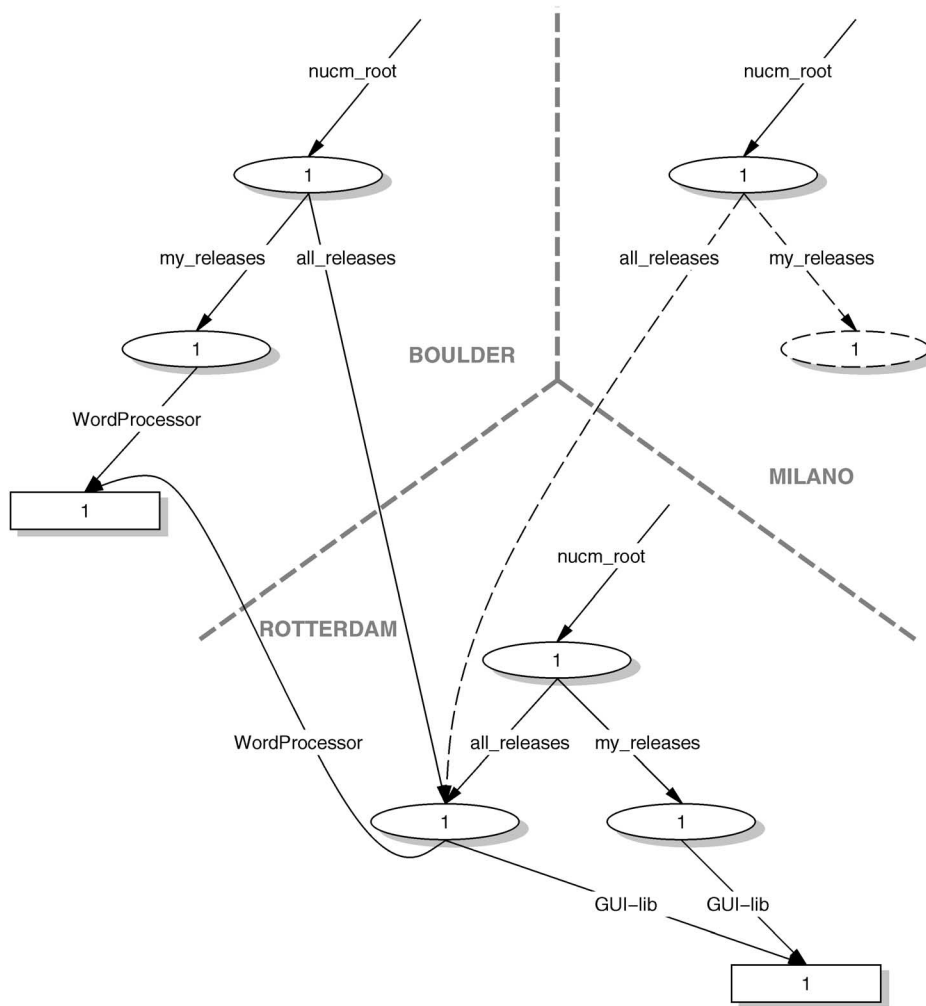 nucm_root
nucm_root
1
1
my_releases
all_releases
all_releases
my_releases
1
1
BOULDER
WordProcessor
MILANO
1
nucm_root
ROTTERDAM
1
WordProcessor
all_releases
my_releases
1
1
GUI–lib
GUI–lib
1